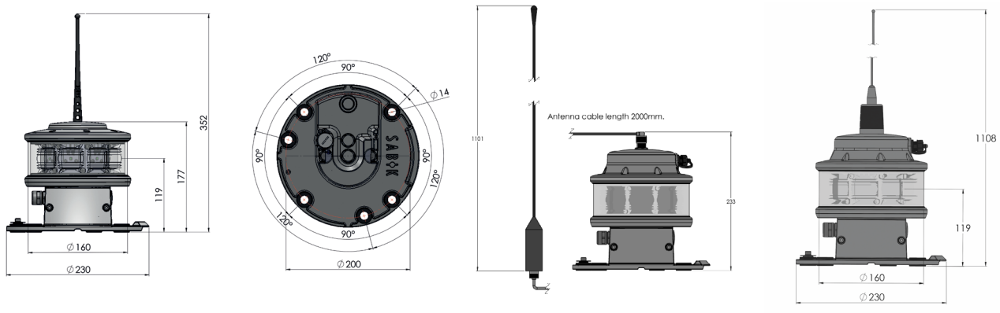 352
177
119
Ø160
Ø230
120°
90°
Ø14
90°
SABIK
90°
120°
120°
90°
Ø200
1101
Antenna cable length 2000mm.
233
1108
119
Ø160
Ø230